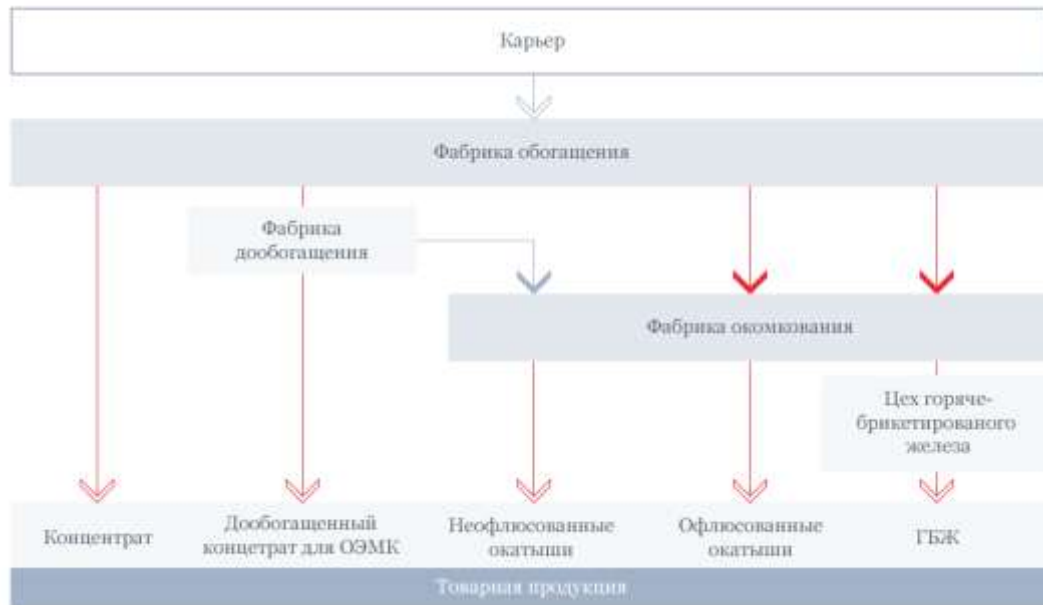 Карьер
Фабрика обогащения
Фабрика
дообогащения
Фабрика окомкования
Цех горяче-
брикетированого
железа
Концентрат
Дообогащенный
концетрат для ОЭМК
Неофлюсованные
окатыши
Офлюсованные
окатыши
ГБЖ
Товарная продукция